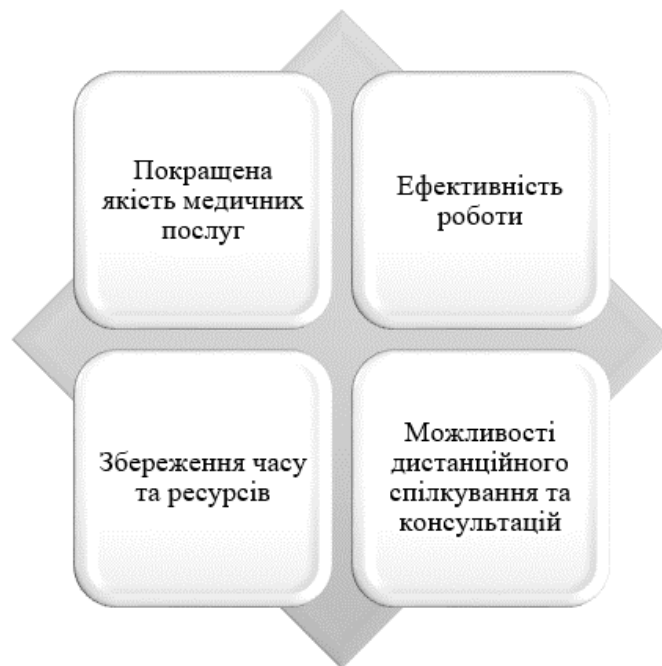 Покращена
якість медичних
послуг
Ефективність
роботи
Збереження часу
та ресурсів
Можливості
дистанційного
спілкування та
консультацій